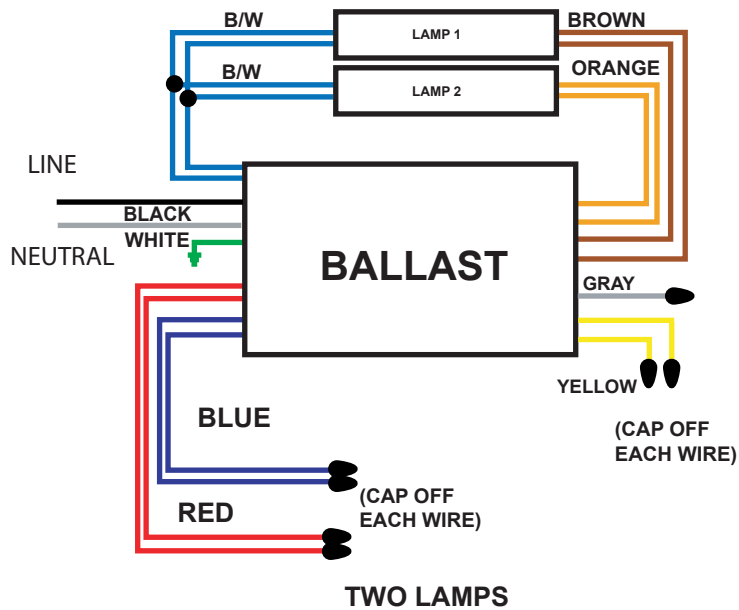 B/W
BROWN
LAMP 1
B/W
ORANGE
LAMP 2
LINE
BLACK
WHITE
NEUTRAL
BALLAST
GRAY
YELLOW
(CAP OFF
EACH WIRE)
BLUE
(CAP OFF
EACH WIRE)
RED
TWO LAMPS